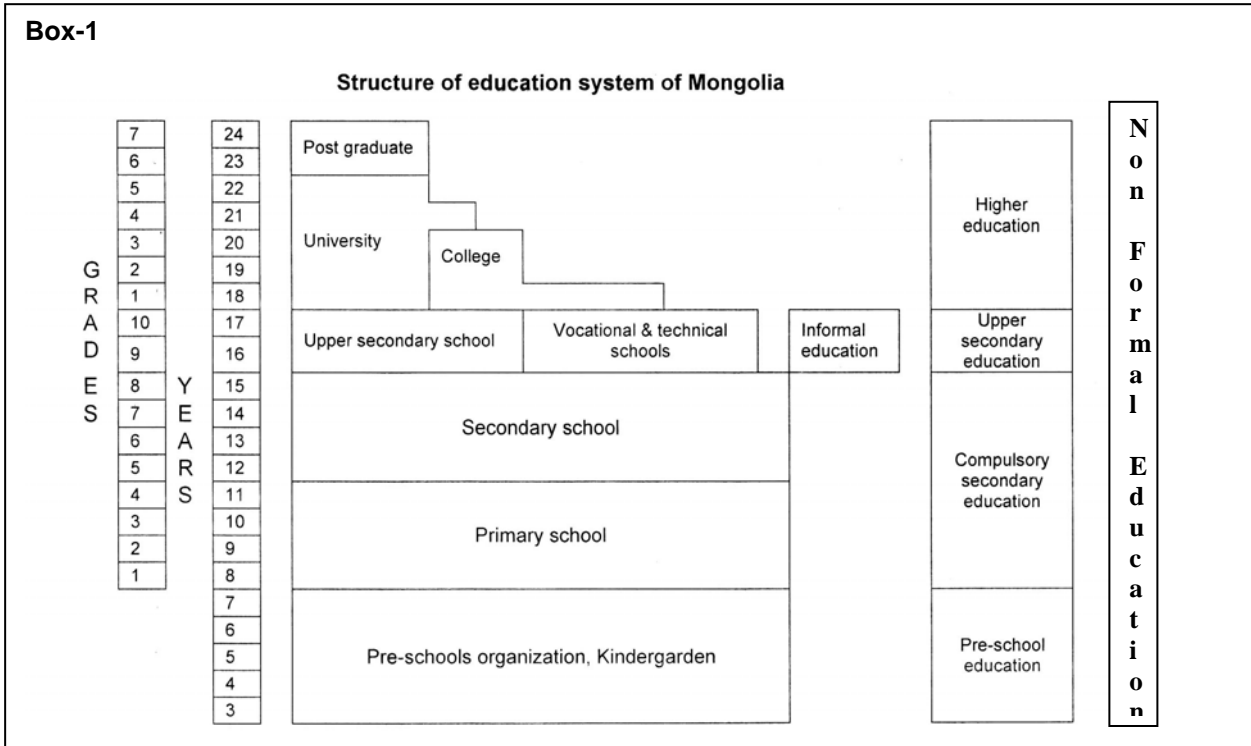 Box-1
Structure of education system of Mongolia
GRADES
7
6
5
4
3
2
1
10
9
8
7
6
5
4
3
2
1
YEARS
24
23
22
21
20
19
18
17
16
15
14
13
12
11
10
9
8
7
6
5
4
3
Post graduate
University
College
Upper secondary school
Vocational & technical
schools
Informal
education
Secondary school
Primary school
Pre-schools organization, Kindergarden
Higher
education
Upper
secondary
education
Compulsory
secondary
education
Pre-school
education
Non Formal Education